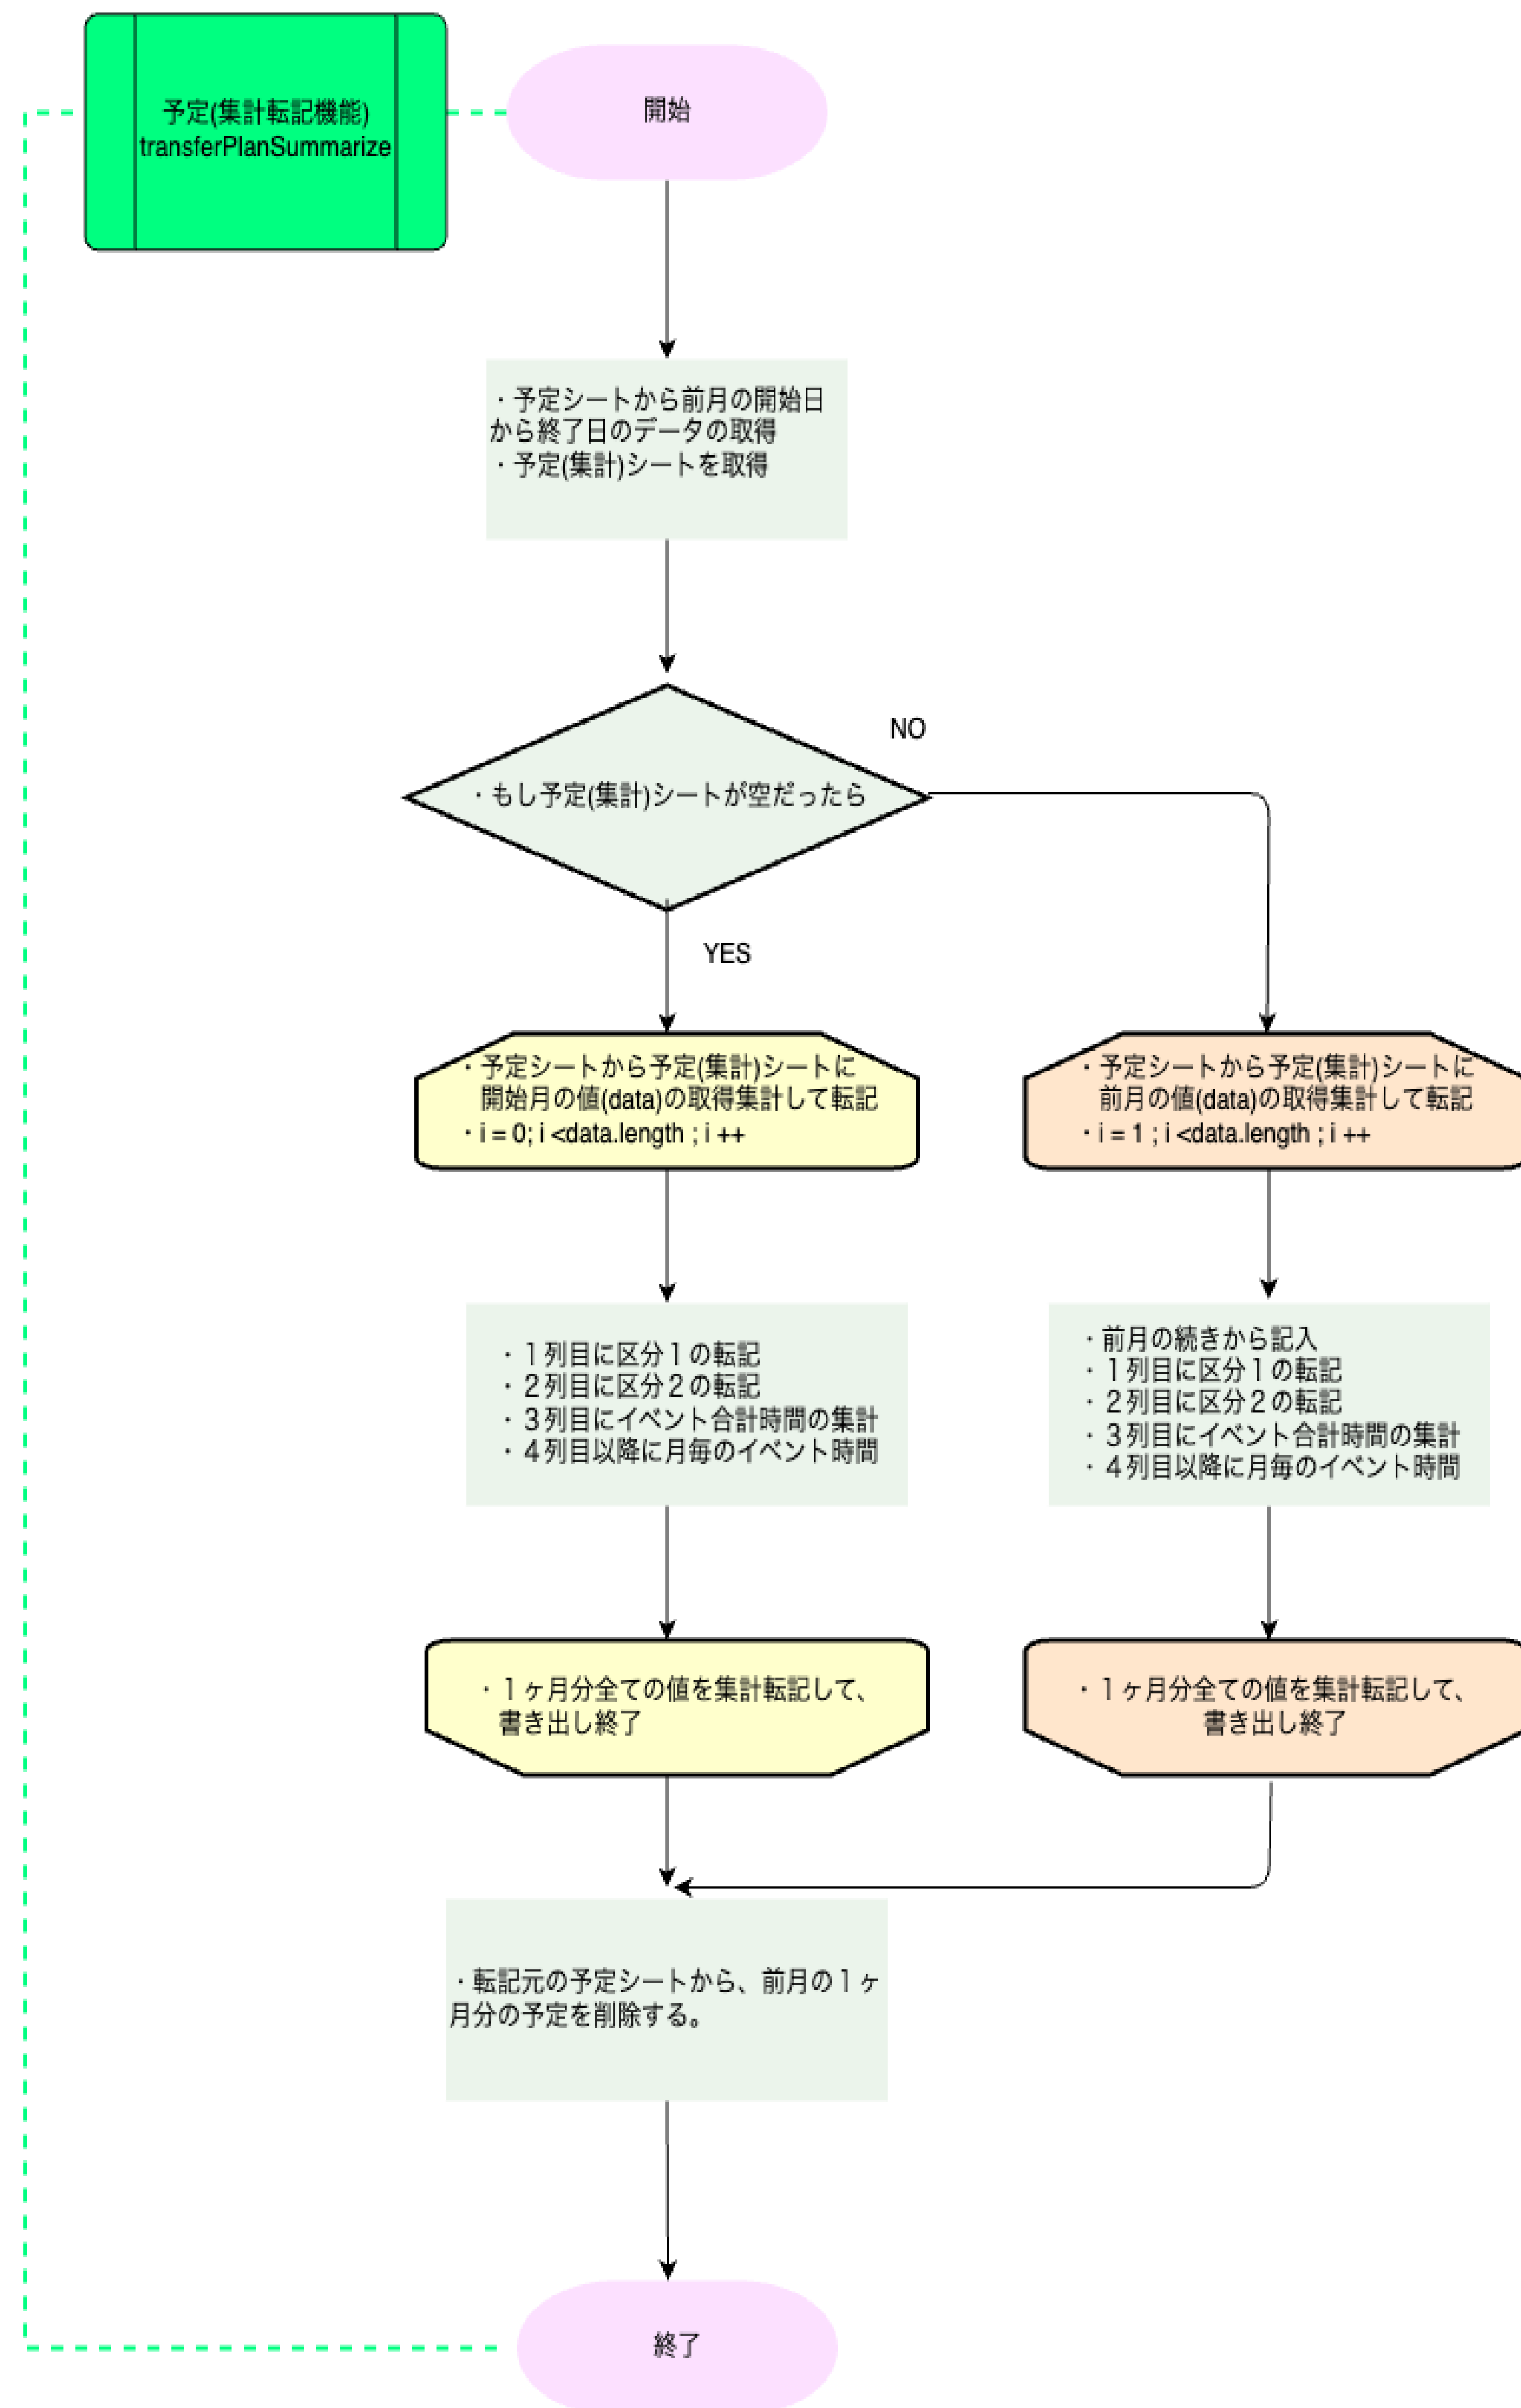 予定(集計転記機能)
transferPlanSummarize
開始
・予定シートから前月の開始日
から終了日のデータの取得
・予定(集計)シートを取得
・もし予定(集計)シートが空だったら
NO
YES
・予定シートから予定(集計)シートに
開始月の値(data)の取得集計して転記
・i = 0; i <data.length ; i ++
・予定シートから予定(集計)シートに
前月の値(data)の取得集計して転記
・i = 1 ; i <data.length ; i ++
・１列目に区分１の転記
・２列目に区分２の転記
・３列目にイベント合計時間の集計
・４列目以降に月毎のイベント時間
・前月の続きから記入
・１列目に区分１の転記
・２列目に区分２の転記
・３列目にイベント合計時間の集計
・４列目以降に月毎のイベント時間
・１ヶ月分全ての値を集計転記して、
書き出し終了
・１ヶ月分全ての値を集計転記して、
書き出し終了
・転記元の予定シートから、前月の１ヶ
月分の予定を削除する。
終了